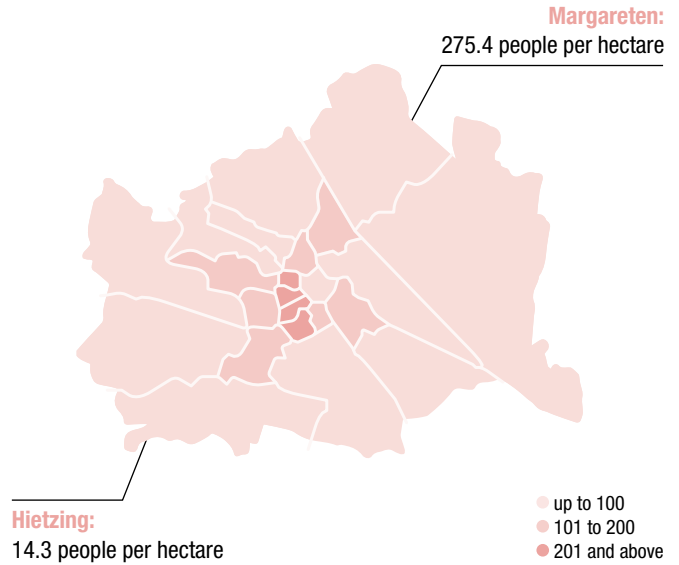 Margareten:
275.4 people per hectare
Hietzing:
14.3 people per hectare
up to 100
101 to 200
201 and above